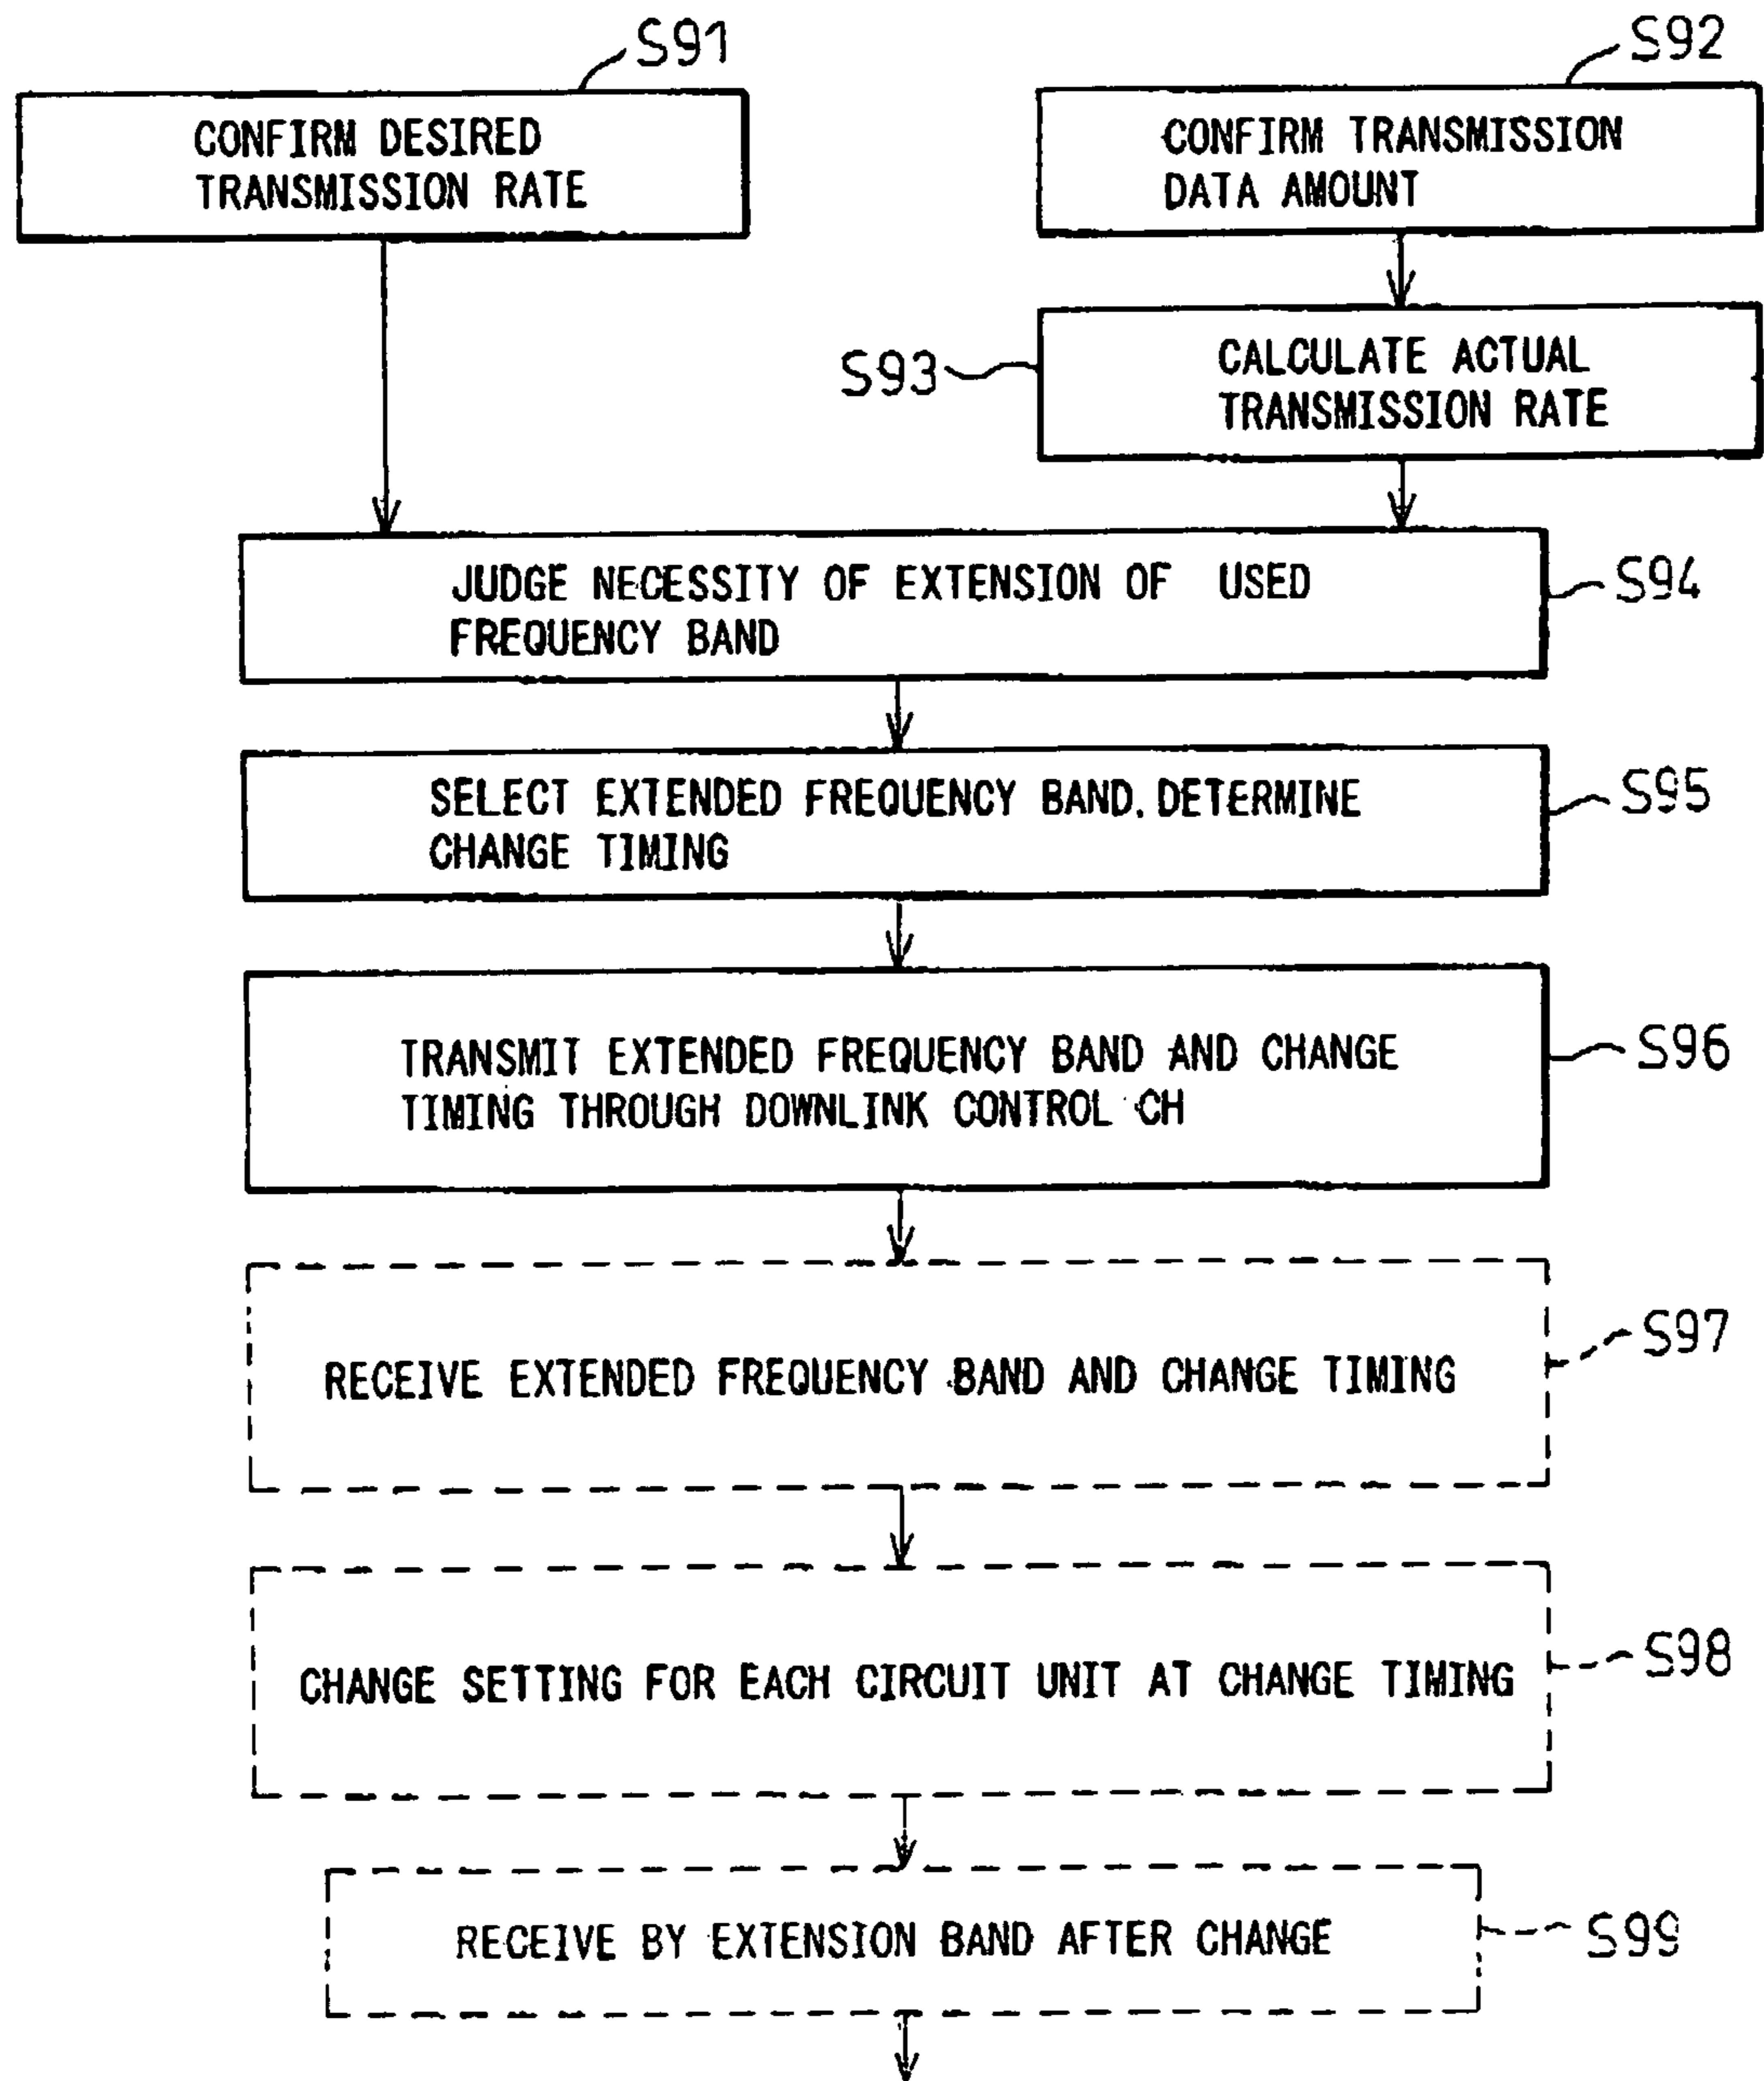 S91
CONFIRM DESIRED
TRANSMISSION RATE
S92
CONFIRM TRANSMISSION
DATA AMOUNT
S93
CALCULATE ACTUAL
TRANSMISSION RATE
JUDGE NECESSITY OF EXTENSION OF USED
FREQUENCY BAND
S94
SELECT EXTENDED FREQUENCY BAND, DETERMINE
CHANGE TIMING
S95
TRANSMIT EXTENDED FREQUENCY BAND AND CHANGE
TIMING THROUGH DOWNLINK CONTROL CH
S96
RECEIVE EXTENDED FREQUENCY BAND AND CHANGE TIMING
S97
CHANGE SETTING FOR EACH CIRCUIT UNIT AT CHANGE TIMING
S98
RECEIVE BY EXTENSION BAND AFTER CHANGE
S99